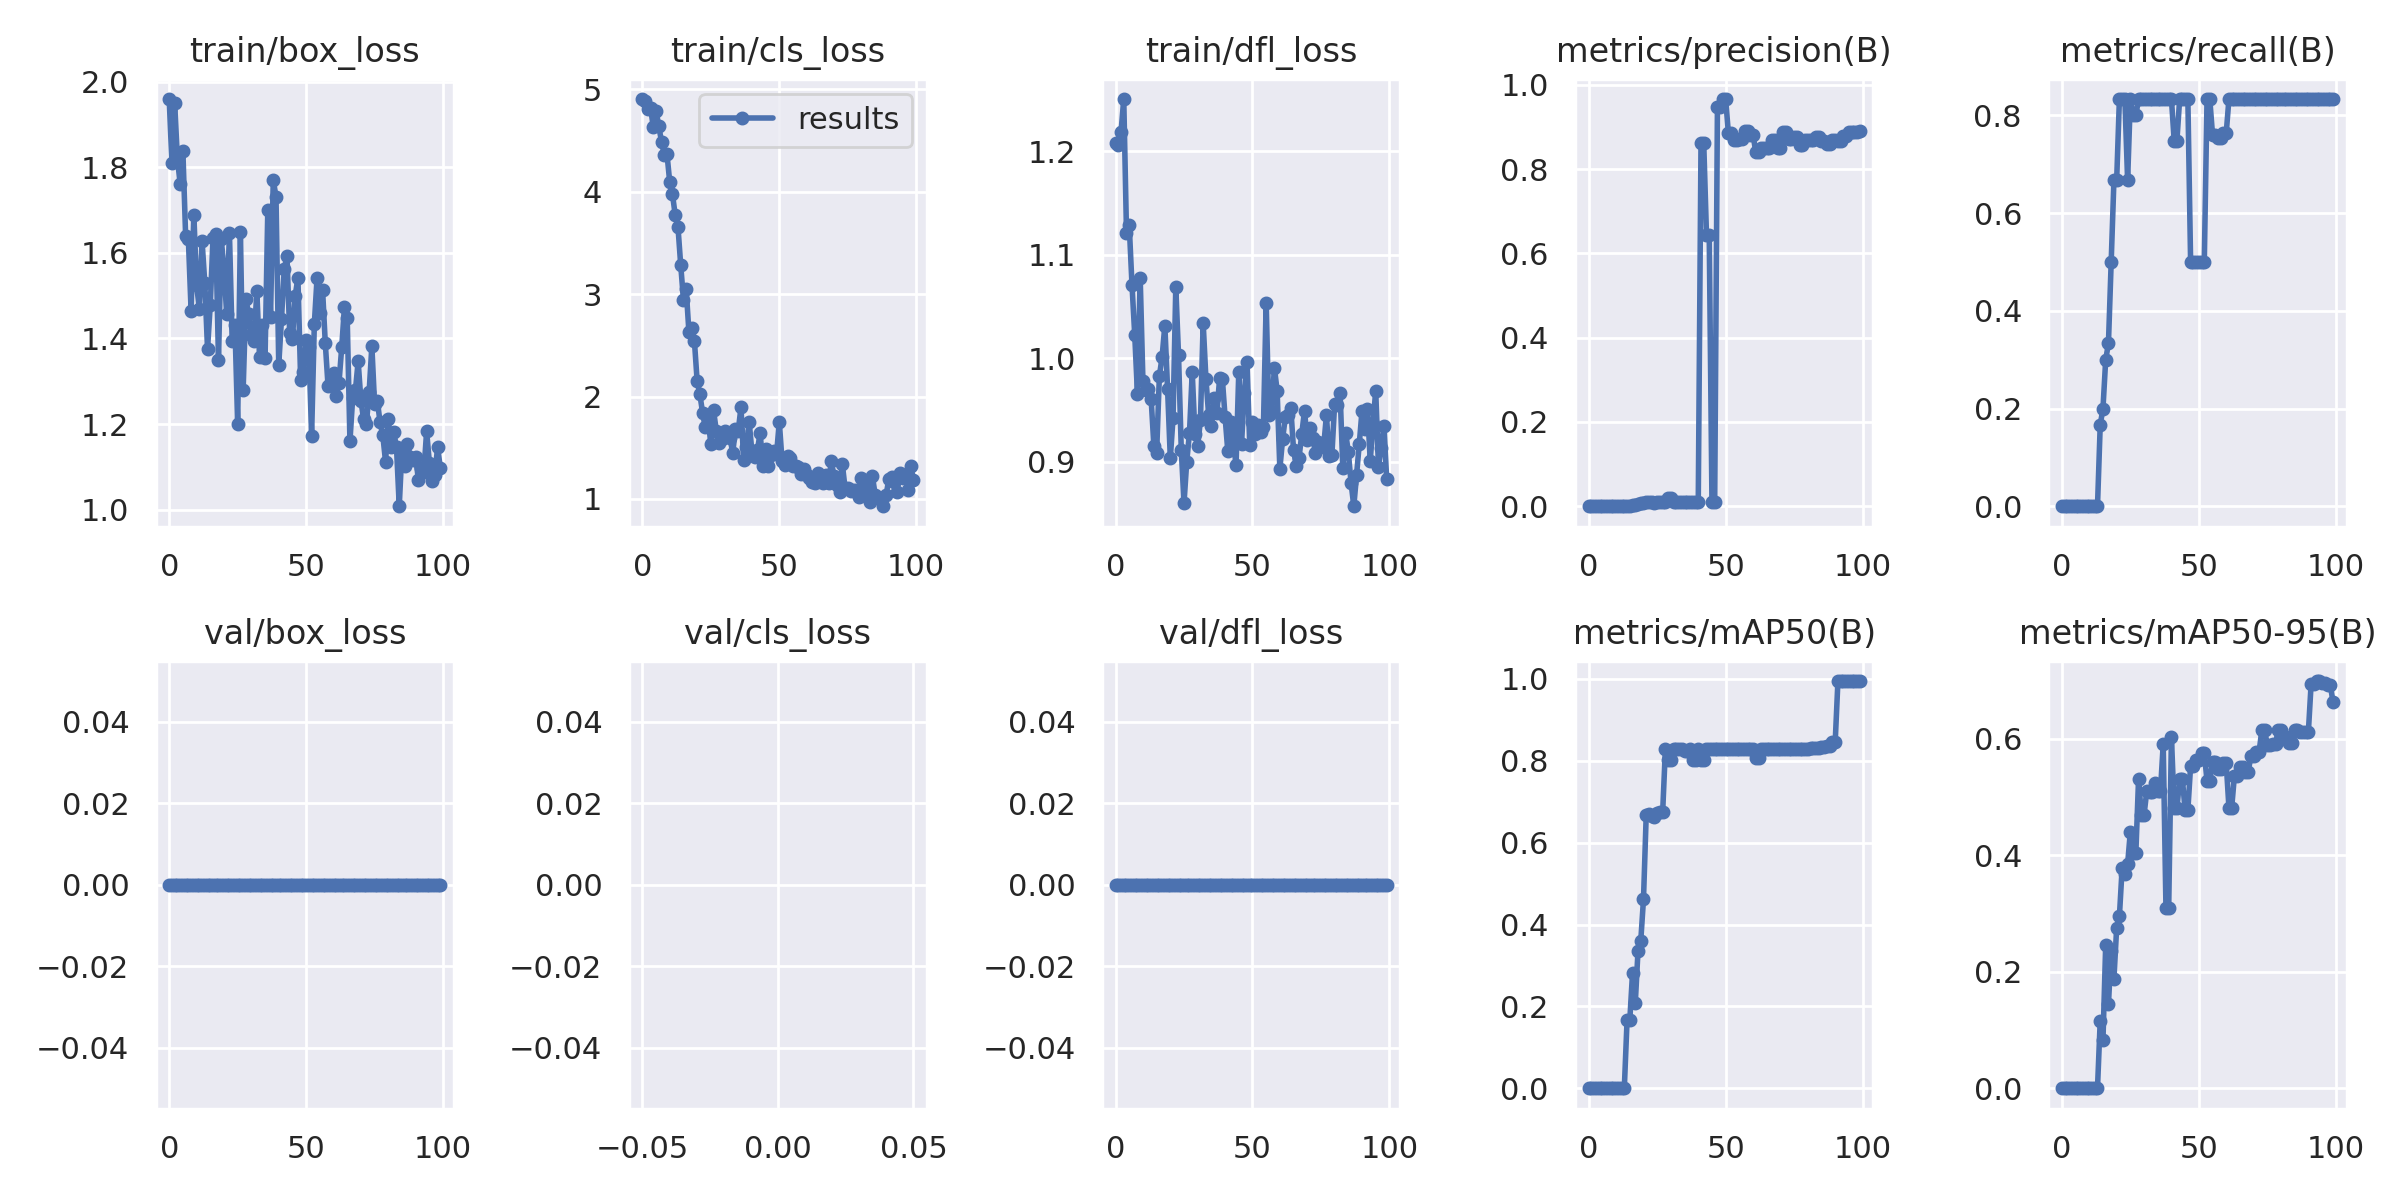 train/box_loss
2.0
1.8
1.6
1.4
1.2
1.0
0 50 100
train/cls_loss
results
5
4
3
2
1
0 50 100
train/dfl_loss
1.2
1.1
1.0
0.9
0 50 100
metrics/precision(B)
1.0
0.8
0.6
0.4
0.2
0.0
0 50 100
metrics/recall(B)
0.8
0.6
0.4
0.2
0.0
0 50 100
val/box_loss
0.04
0.02
0.00
−0.02
−0.04
0 50 100
val/cls_loss
0.04
0.02
0.00
−0.02
−0.04
−0.05 0.00 0.05
val/dfl_loss
0.04
0.02
0.00
−0.02
−0.04
0 50 100
metrics/mAP50(B)
1.0
0.8
0.6
0.4
0.2
0.0
0 50 100
metrics/mAP50-95(B)
0.6
0.4
0.2
0.0
0 50 100